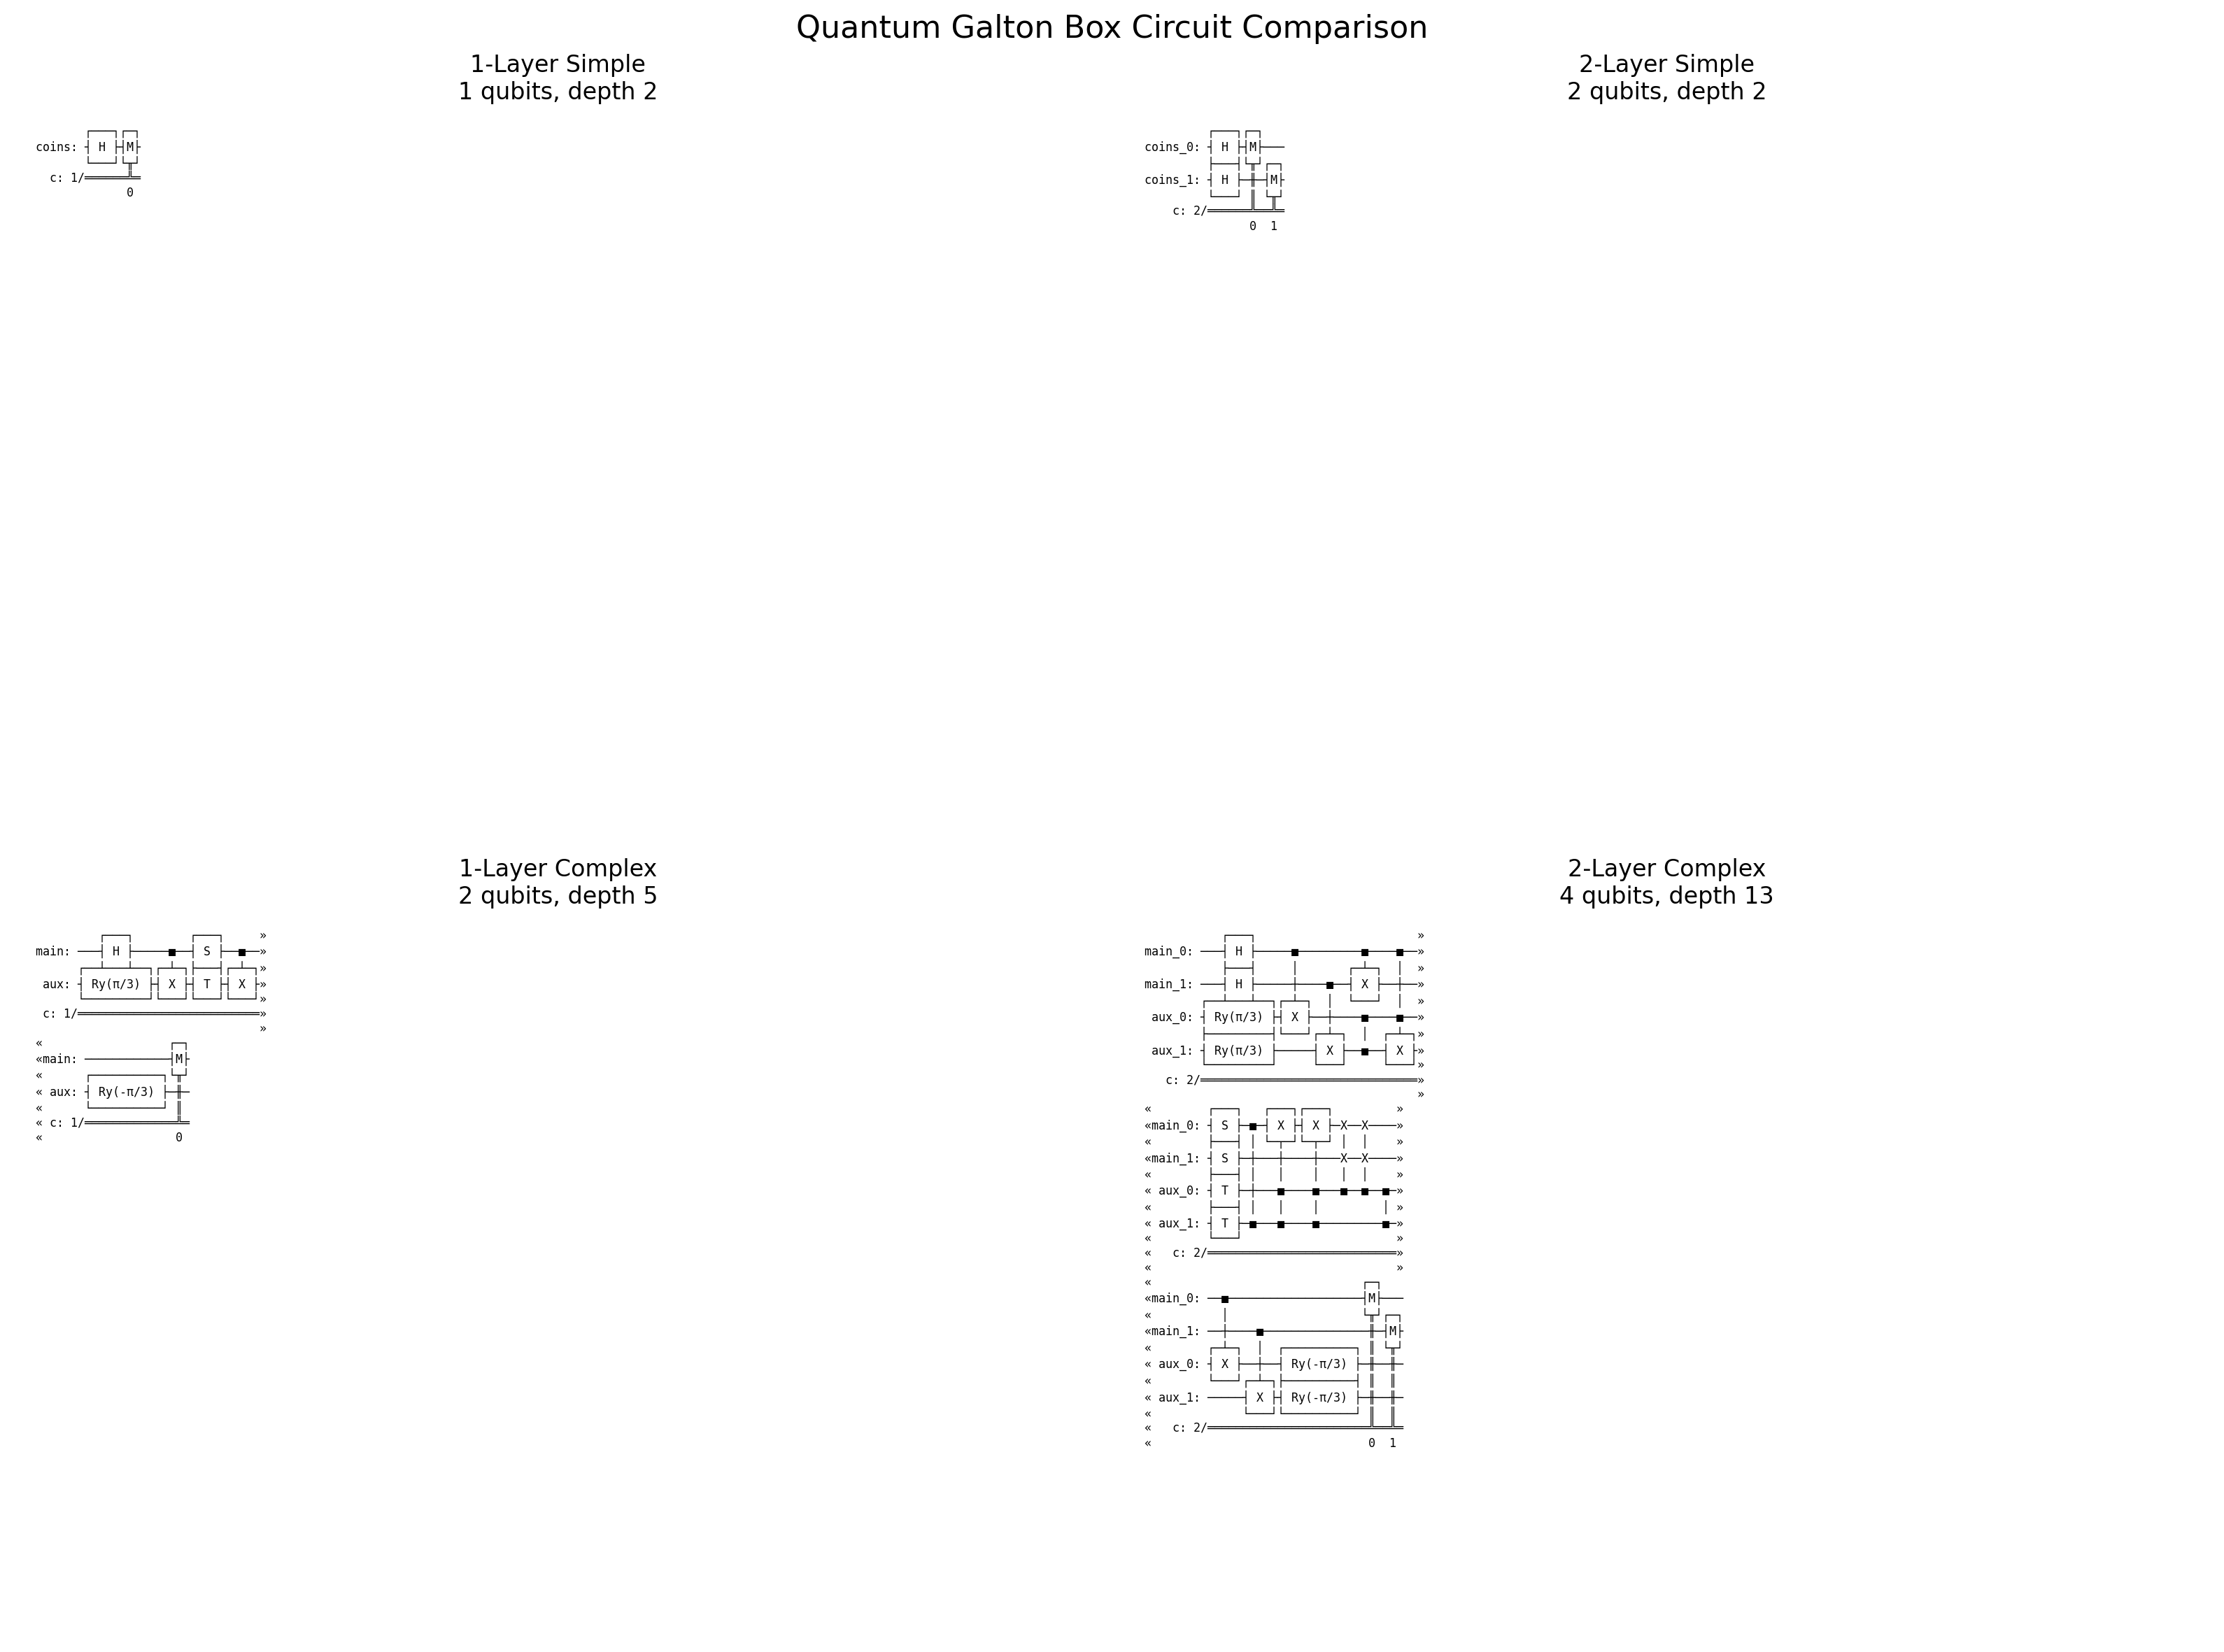 Quantum Galton Box Circuit Comparison
1-Layer Simple
1 qubits, depth 2
coins: H M
c: 1/
0
2-Layer Simple
2 qubits, depth 2
coins_0: H M
coins_1: H M
c: 2/
0 1
1-Layer Complex
2 qubits, depth 5
»
main: H ■ S ■ »
»
aux: Ry(π/3) X T X »
»
c: 1/ »
»
«
«main: M
«
« aux: Ry(-π/3)
«
« c: 1/
« 0
2-Layer Complex
4 qubits, depth 13
»
main_0: H ■ ■ ■ »
»
main_1: H ■ X »
»
aux_0: Ry(π/3) X ■ ■ »
»
aux_1: Ry(π/3) X ■ X »
»
c: 2/ »
»
« »
«main_0: S ■ X X X X »
« »
«main_1: S X X »
« »
« aux_0: T ■ ■ ■ ■ ■ »
« »
« aux_1: T ■ ■ ■ ■ »
« »
« c: 2/ »
« »
«
«main_0: ■ M
«
«main_1: ■ M
«
« aux_0: X Ry(-π/3)
«
« aux_1: X Ry(-π/3)
«
« c: 2/
« 0 1